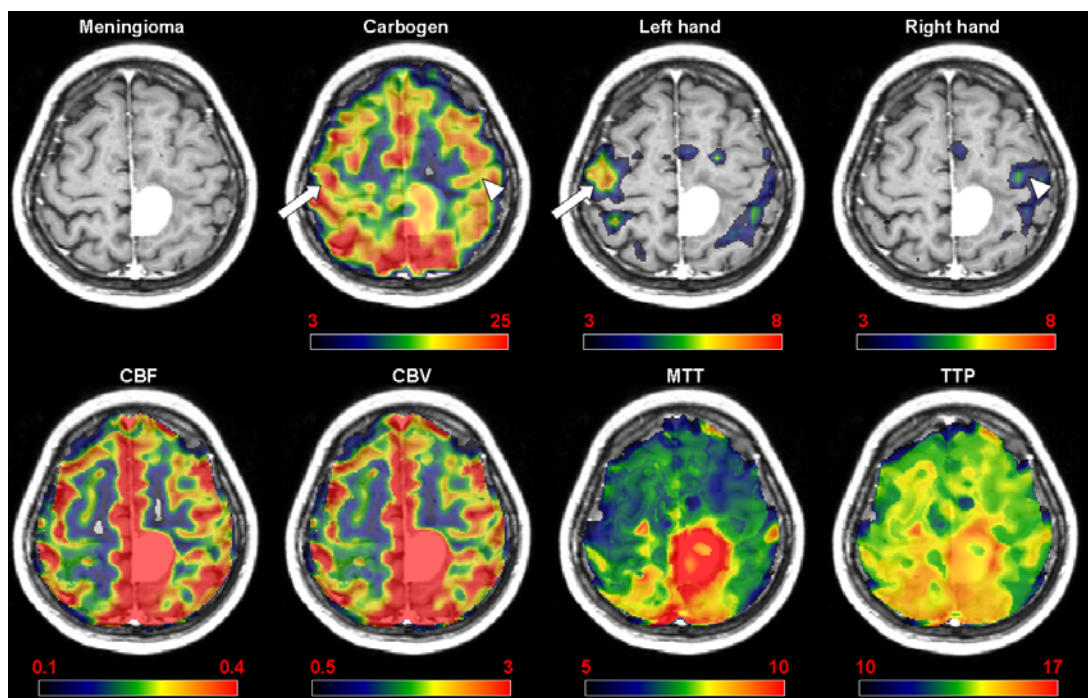 Meningioma Carbogen Left hand Right hand
3 25 3 8 3 8
CBF CBV MTT TTP
0.1 0.4 0.5 3 5 10 10 17